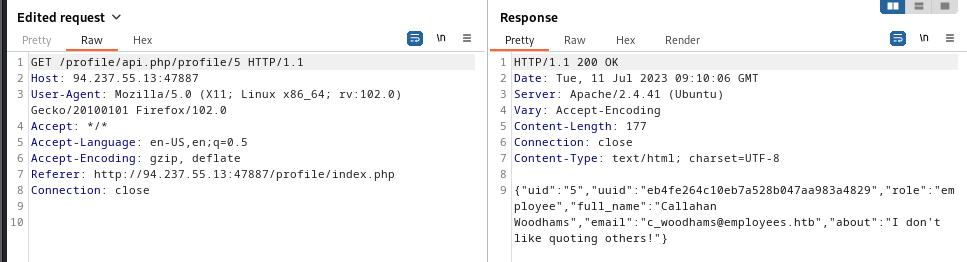 Edited request
Pretty Raw Hex
\n
1 GET /profile/api.php/profile/5 HTTP/1.1
2 Host: 94.237.55.13:47887
3 User-Agent: Mozilla/5.0 (X11; Linux x86_64; rv:102.0)
Gecko/20100101 Firefox/102.0
4 Accept: */*
5 Accept-Language: en-US,en;q=0.5
6 Accept-Encoding: gzip, deflate
7 Referer: http://94.237.55.13:47887/profile/index.php
8 Connection: close
9
10
Response
Pretty Raw Hex Render
\n
1 HTTP/1.1 200 OK
2 Date: Tue, 11 Jul 2023 09:10:06 GMT
3 Server: Apache/2.4.41 (Ubuntu)
4 Vary: Accept-Encoding
5 Content-Length: 177
6 Connection: close
7 Content-Type: text/html; charset=UTF-8
8
9 {"uid":"5","uuid":"eb4fe264c10eb7a528b047aa983a4829","role":"em
ployee","full_name":"Callahan
Woodhams","email":"c_woodhams@employees.htb","about":"I don't
like quoting others!"}